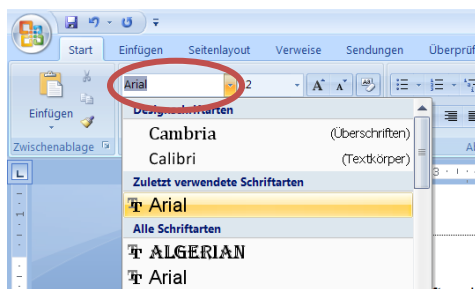 Start Einfügen Seitenlayout Verweise Sendungen Überprüf
Arial 2
Einfügen
Zwischenablage
Designschriftarten
Cambria (Überschriften)
Calibri (Textkörper)
Zuletzt verwendete Schriftarten
Arial
Alle Schriftarten
ALGERIAN
Arial